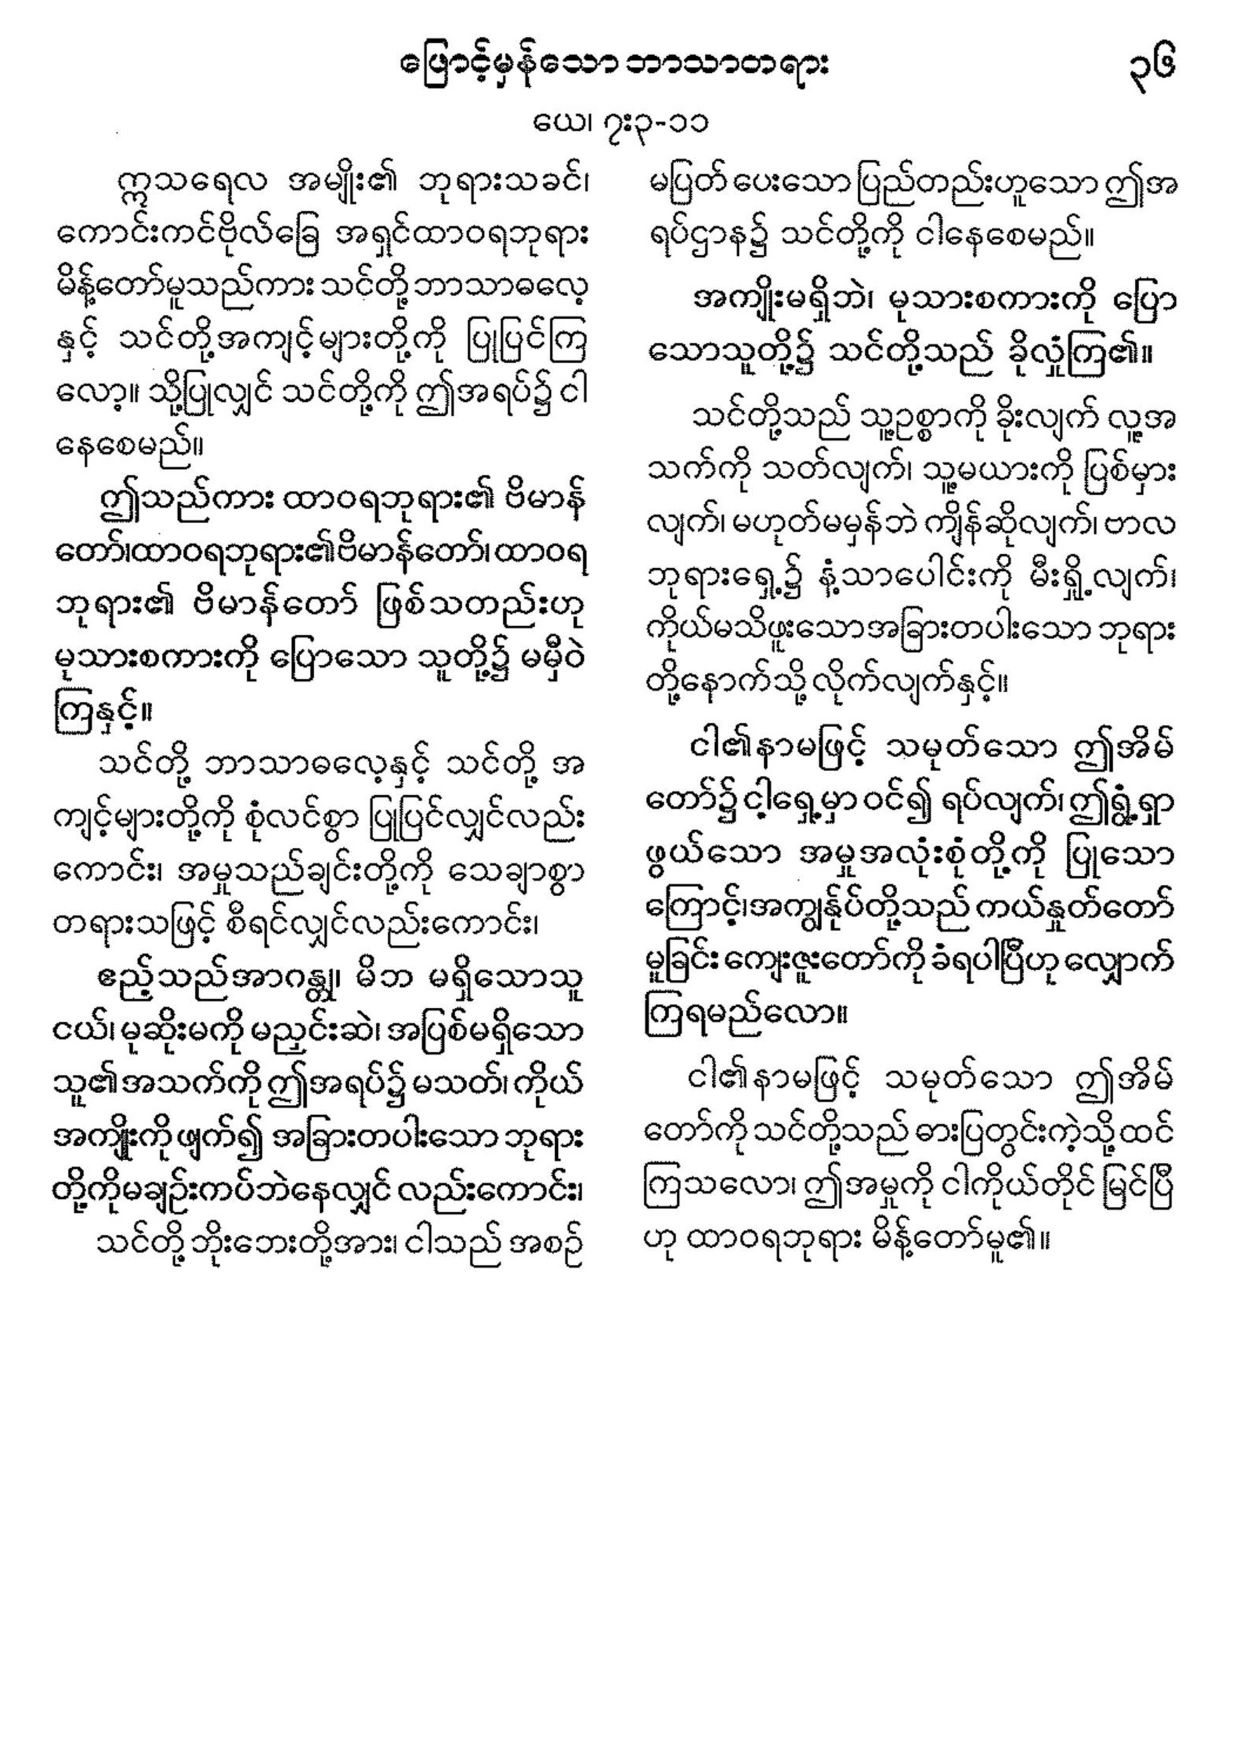 ဖြောင့်မှန်သော ဘာသာတရား
၃၆
ယေ၊ ၇း၃-၁၁
ဣသရေလ အမျိုး၏ ဘုရားသခင်၊
ကောင်းကင်ဗိုလ်ခြေ အရှင်ထာဝရဘုရား
မိန့်တော်မူသည်ကား သင်တို့ ဘာသာဓလေ့
နှင့် သင်တို့အကျင့်များတို့ကို ပြုပြင်ကြ
လော့။ သို့ပြုလျှင် သင်တို့ကို ဤအရပ်၌ ငါ
နေစေမည်။
ဤသည်ကား ထာဝရဘုရား၏ ဗိမာန်
တော်၊ ထာဝရဘုရား၏ဗိမာန်တော်၊ ထာဝရ
ဘုရား၏ ဗိမာန်တော် ဖြစ်သတည်းဟု
မုသားစကားကို ပြောသော သူတို့၌ မမှီဝဲ
ကြနှင့်။
သင်တို့ ဘာသာဓလေ့နှင့် သင်တို့ အ
ကျင့်များတို့ကို စုံလင်စွာ ပြုပြင်လျှင်လည်း
ကောင်း၊ အမှုသည်ချင်းတို့ကို သေချာစွာ
တရားသဖြင့် စီရင်လျှင်လည်းကောင်း၊
ဧည့်သည်အာဂန္တု၊ မိဘ မရှိသောသူ
ငယ်၊ မုဆိုးမကို မညှင်းဆဲ၊ အပြစ်မရှိသော
သူ၏အသက်ကို ဤအရပ်၌ မသတ်၊ ကိုယ်
အကျိုးကို ဖျက်၍ အခြားတပါးသော ဘုရား
တို့ကိုမချဉ်းကပ်ဘဲနေလျှင် လည်းကောင်း၊
သင်တို့ ဘိုးဘေးတို့အား၊ ငါသည် အစဉ်
မပြတ် ပေးသော ပြည်တည်းဟူသော ဤအ
ရပ်ဌာန၌ သင်တို့ကို ငါနေစေမည်။
အကျိုးမရှိဘဲ၊ မုသားစကားကို ပြော
သောသူတို့၌ သင်တို့သည် ခိုလှုံကြ၏။
သင်တို့သည် သူ့ဥစ္စာကို ခိုးလျက် လူ့အ
သက်ကို သတ်လျက်၊ သူ့မယားကို ပြစ်မှား
လျက်၊ မဟုတ်မမှန်ဘဲ ကျိန်ဆိုလျက်၊ ဗာလ
ဘုရားရှေ့၌ နံ့သာပေါင်းကို မီးရှို့လျက်၊
ကိုယ်မသိဖူးသောအခြားတပါးသော ဘုရား
တို့နောက်သို့ လိုက်လျက်နှင့်။
ငါ၏နာမဖြင့် သမုတ်သော ဤအိမ်
တော်၌ ငါ့ရှေ့မှာ ဝင်၍ ရပ်လျက်၊ ဤရွံ့ရှာ
ဖွယ်သော အမှုအလုံးစုံတို့ကို ပြုသော
ကြောင့်၊အကျွန်ုပ်တို့သည် ကယ်နှုတ်တော်
မူခြင်း ကျေးဇူးတော်ကို ခံရပါပြီဟု လျှောက်
ကြရမည်လော။
ငါ၏နာမဖြင့် သမုတ်သော ဤအိမ်
တော်ကို သင်တို့သည် ဓားပြတွင်းကဲ့သို့ ထင်
ကြသလော၊ ဤအမှုကို ငါကိုယ်တိုင် မြင်ပြီ
ဟု ထာဝရဘုရား မိန့်တော်မူ၏။